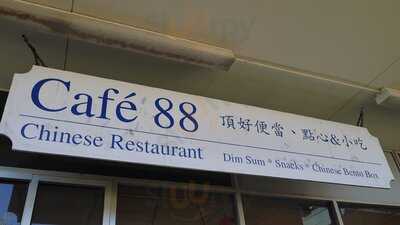 Café 88 頂好便當、點心&小吃
Chinese Restaurant Dim Sum * Snacks * Chinese Bento Box